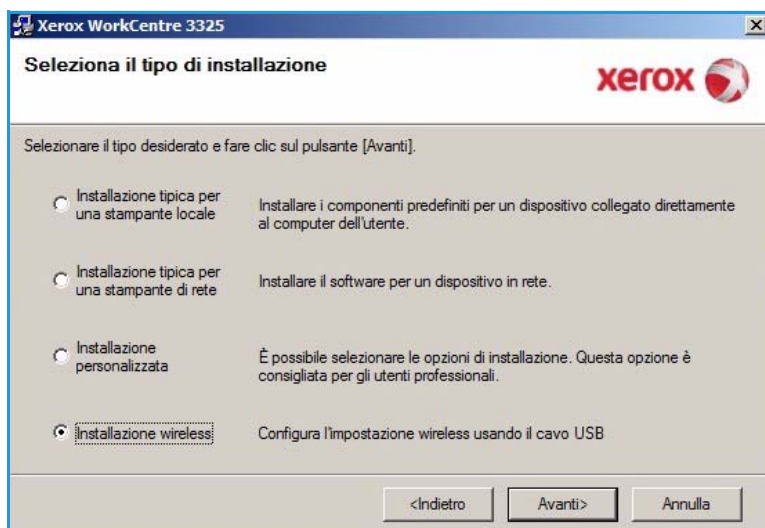 Xerox WorkCentre 3325
Seleziona il tipo di installazione
xerox
Selezionare il tipo desiderato e fare clic sul pulsante [Avanti].
Installazione tipica per
una stampante locale
Installare i componenti predefiniti per un dispositivo collegato direttamente
al computer dell'utente.
Installazione tipica per
una stampante di rete
Installare il software per un dispositivo in rete.
Installazione
personalizzata
È possibile selezionare le opzioni di installazione. Questa opzione è
consigliata per gli utenti professionali.
Installazione wireless
Configura l'impostazione wireless usando il cavo USB
<Indietro
Avanti>
Annulla